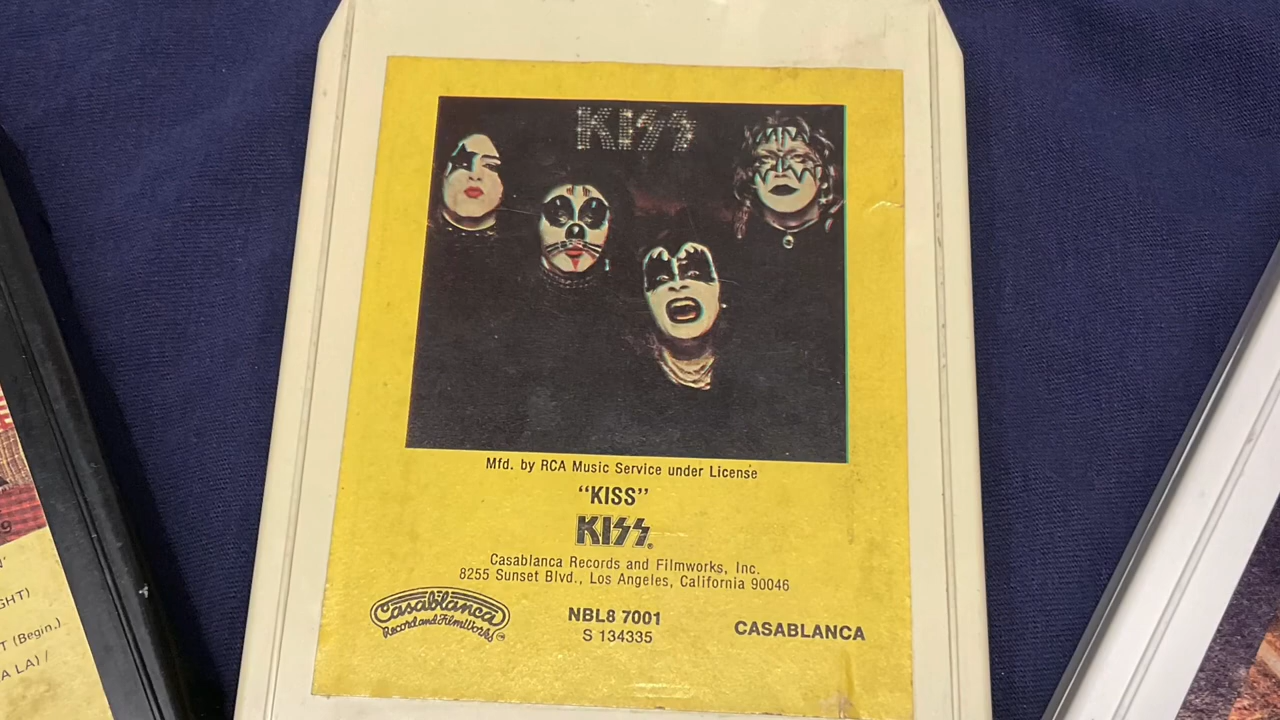 KISS
Mfd. by RCA Music Service under License
“KISS”
KISS®
Casablanca Records and Filmworks, Inc.
8255 Sunset Blvd., Los Angeles, California 90046
Casablanca
Record and FilmWorks
NBL8 7001
S 134335
CASABLANCA
9
GHT)
T (Begin.)
A LA) /